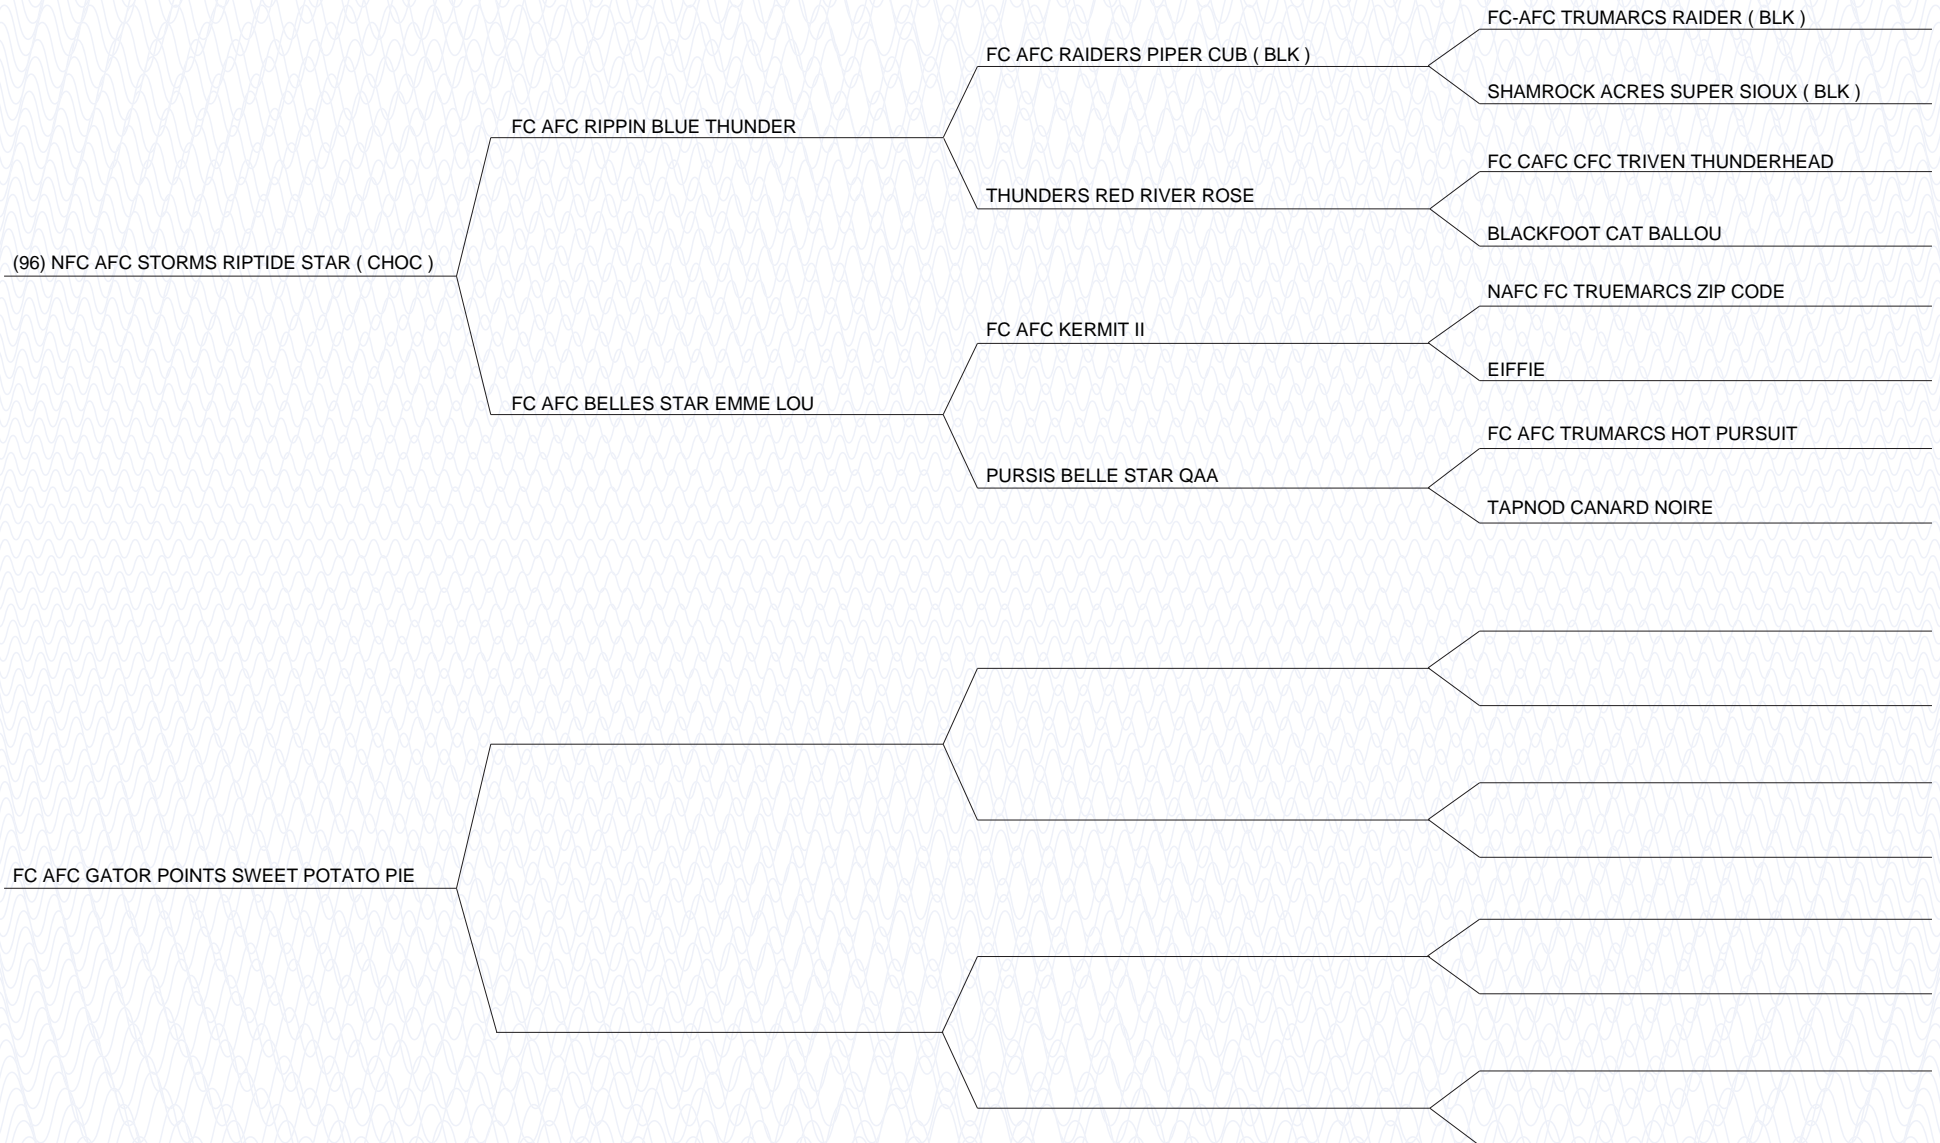 FC-AFC TRUMARCS RAIDER ( BLK )
FC AFC RAIDERS PIPER CUB ( BLK )
SHAMROCK ACRES SUPER SIOUX ( BLK )
FC AFC RIPPIN BLUE THUNDER
FC CAFC CFC TRIVEN THUNDERHEAD
THUNDERS RED RIVER ROSE
BLACKFOOT CAT BALLOU
(96) NFC AFC STORMS RIPTIDE STAR ( CHOC )
NAFC FC TRUEMARCS ZIP CODE
FC AFC KERMIT II
EIFFIE
FC AFC BELLES STAR EMME LOU
FC AFC TRUMARCS HOT PURSUIT
PURSIS BELLE STAR QAA
TAPNOD CANARD NOIRE
FC AFC GATOR POINTS SWEET POTATO PIE